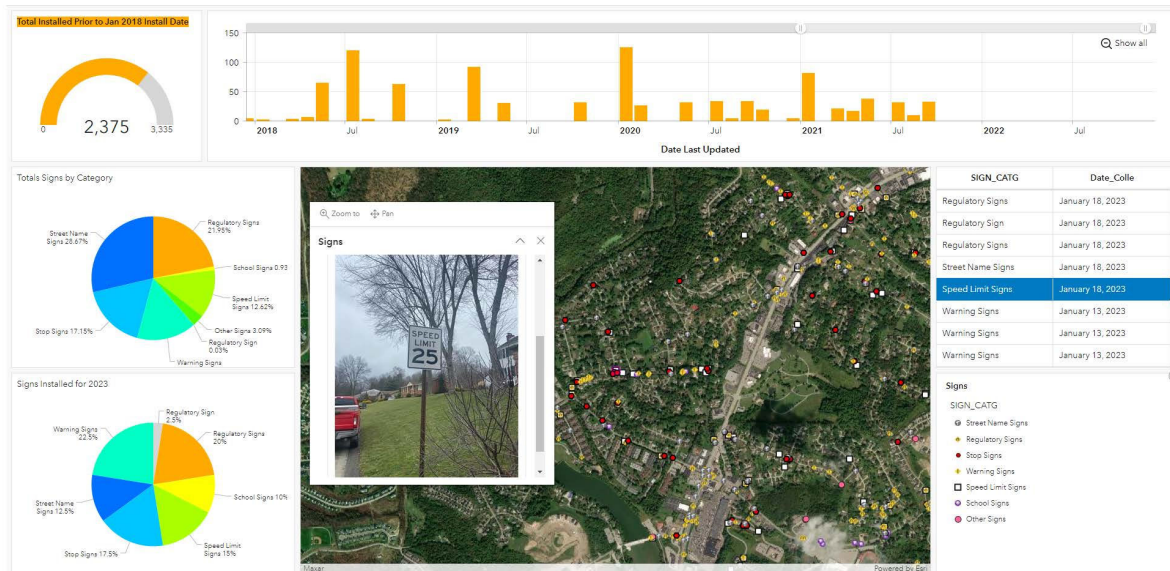 Total Installed Prior to Jan 2018 Install Date
2,375
0
3,335
150
100
50
0
2018
Jul
2019
Jul
2020
Jul
2021
Jul
2022
Jul
Show all
Date Last Updated
Totals Signs by Category
Regulatory Signs
21.95%
School Signs 0.93
Speed Limit
Signs 12.62%
Other Signs 3.09%
Regulatory Sign
0.03%
Warning Signs
Stop Signs 17.15%
Street Name
Signs 28.67%
Signs Installed for 2023
Regulatory Sign
2.5%
Regulatory Signs
20%
School Signs 10%
Speed Limit
Signs 15%
Stop Signs 17.5%
Street Name
Signs 12.5%
Warning Signs
22.5%
Zoom to
Pan
Signs
SPEED
LIMIT
25
Maxar
Powered by Esri
SIGN_CATG Date_Colle
Regulatory Signs January 18, 2023
Regulatory Sign January 18, 2023
Regulatory Signs January 18, 2023
Street Name Signs January 18, 2023
Speed Limit Signs January 18, 2023
Warning Signs January 13, 2023
Warning Signs January 13, 2023
Warning Signs January 13, 2023
Signs
SIGN_CATG
Street Name Signs
Regulatory Signs
Stop Signs
Warning Signs
Speed Limit Signs
School Signs
Other Signs